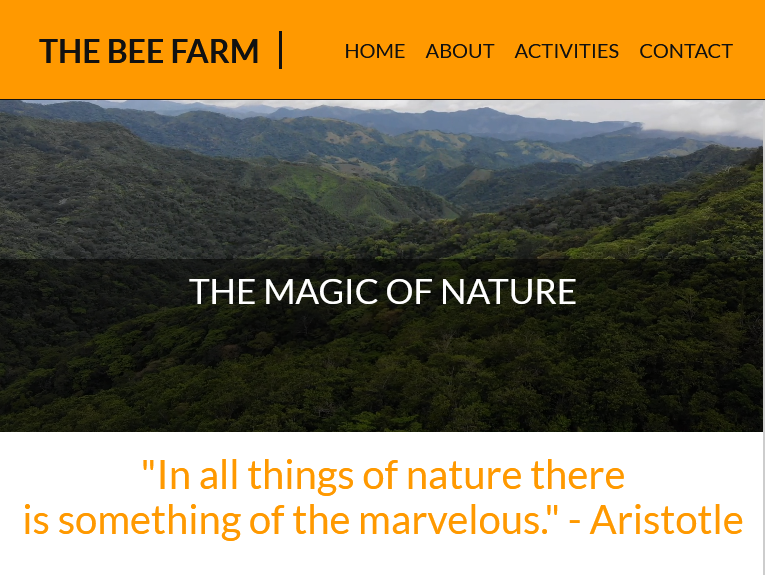 THE BEE FARM
HOME ABOUT ACTIVITIES CONTACT
THE MAGIC OF NATURE
"In all things of nature there
is something of the marvelous." - Aristotle